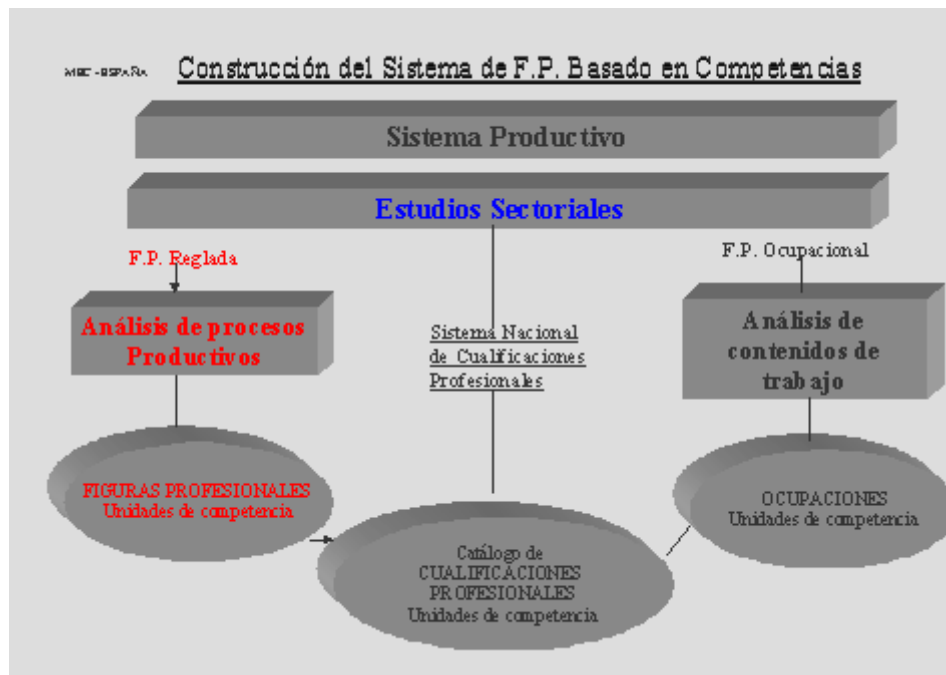 MEC -ESPAÑA
Construcción del Sistema de F.P. Basado en Competencias
Sistema Productivo
Estudios Sectoriales
F.P. Reglada
Análisis de procesos
Productivos
FIGURAS PROFESIONALES
Unidades de competencia
Sistema Nacional
de Cualificaciones
Profesionales
Catálogo de
CUALIFICACIONES
PROFESIONALES
Unidades de competencia
F.P. Ocupacional
Análisis de
contenidos de
trabajo
OCUPACIONES
Unidades de competencia